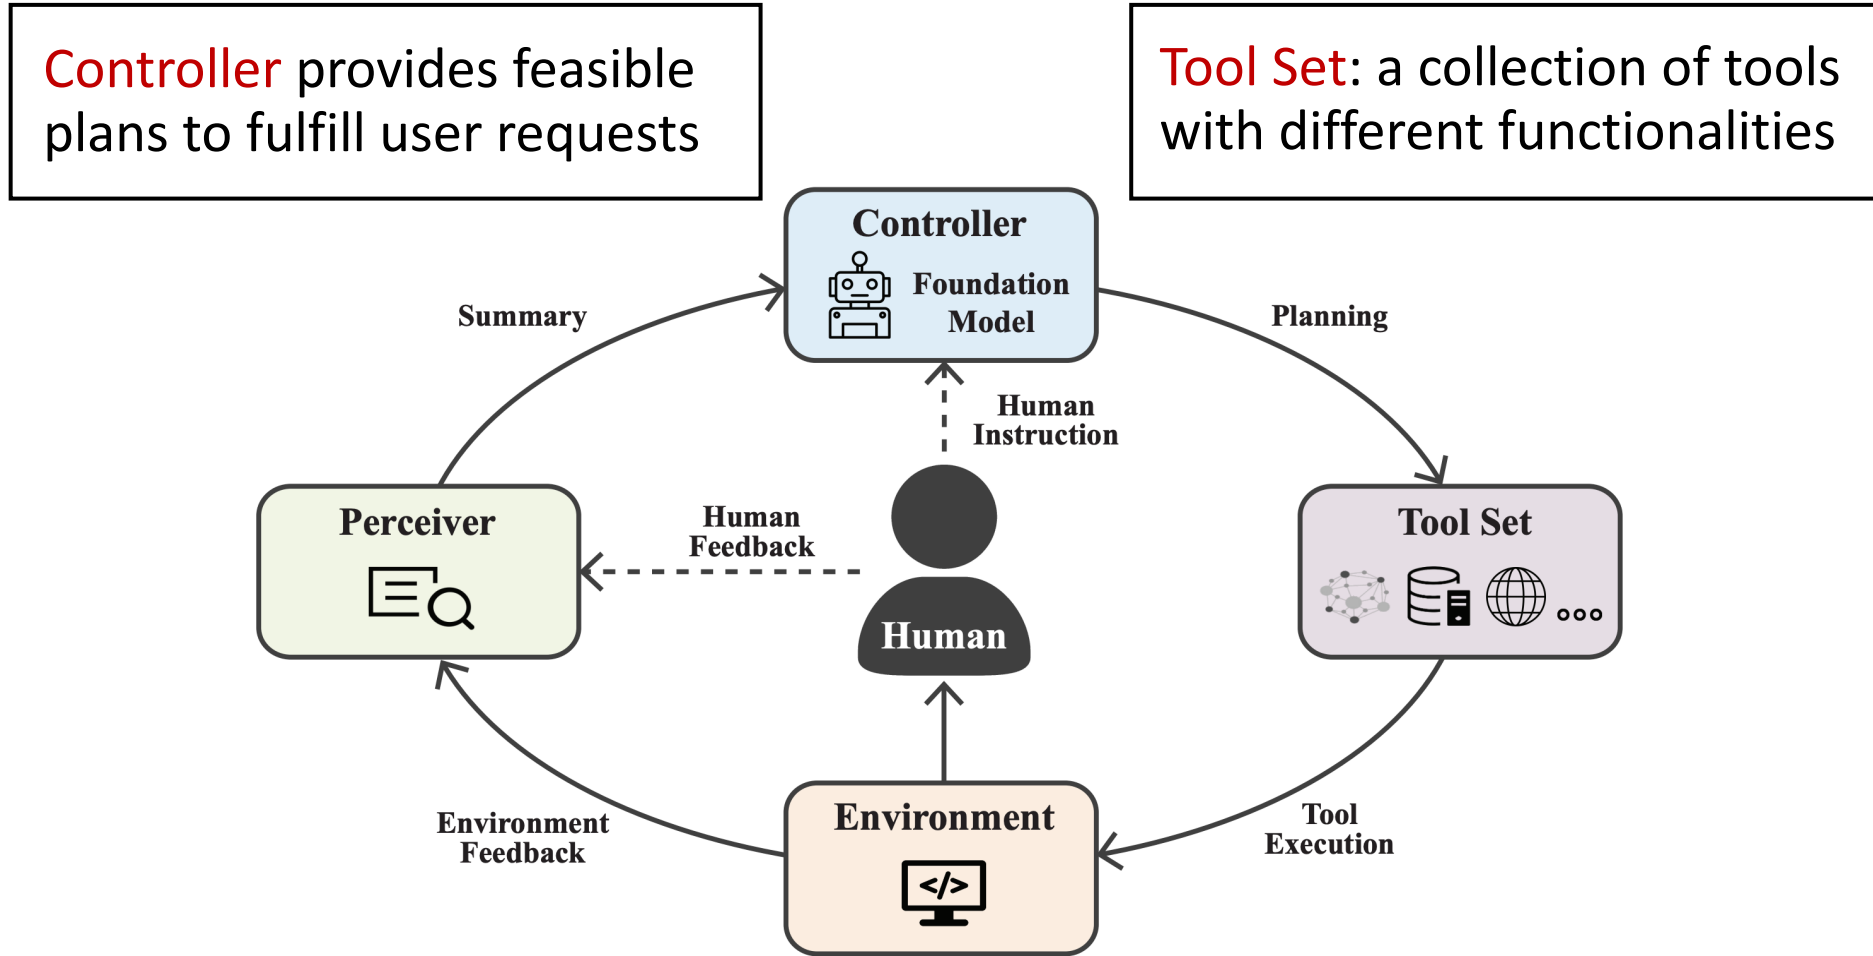 Controller provides feasible
plans to fulfill user requests
Tool Set: a collection of tools
with different functionalities
Controller
Foundation
Model
Summary
Planning
Human
Instruction
Perceiver
Human
Feedback
Tool Set
Human
Environment
Feedback
Environment
</>
Tool
Execution